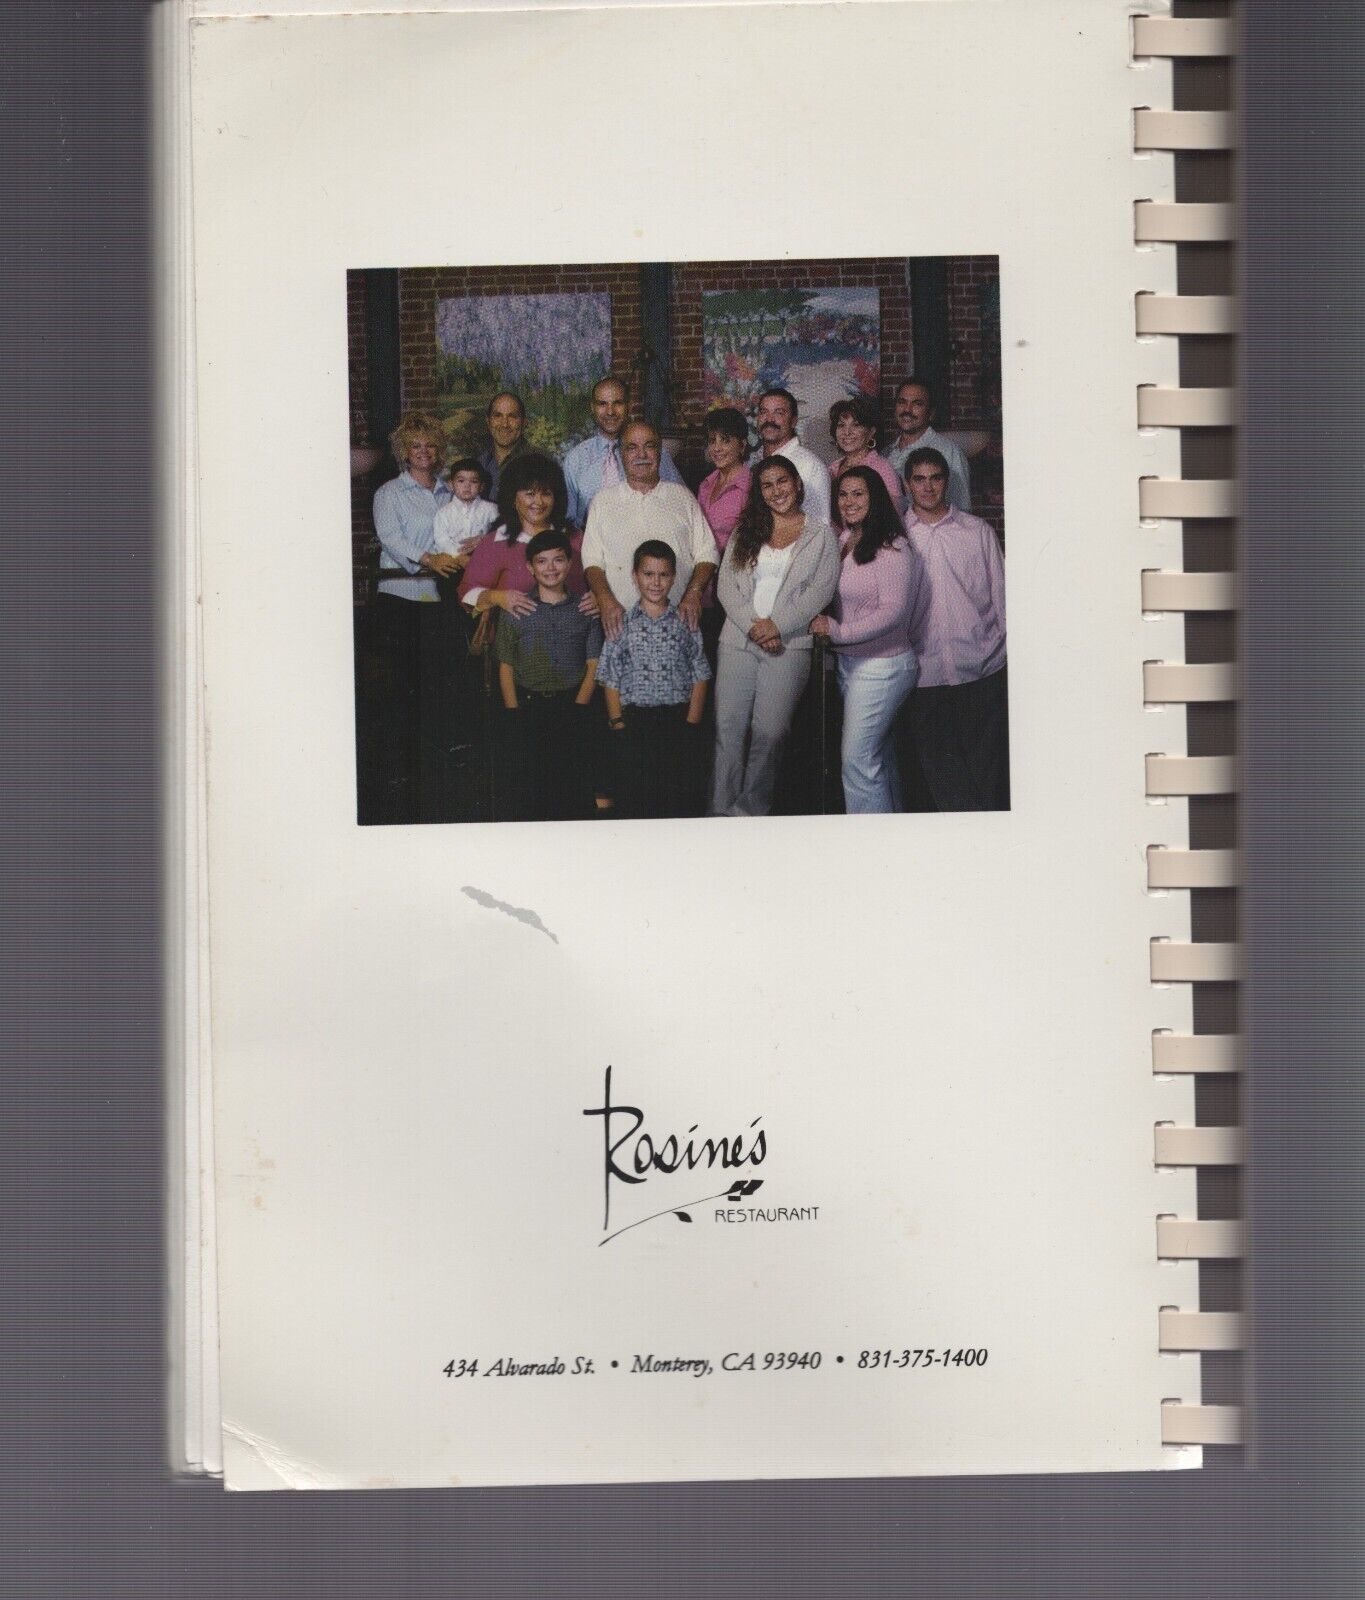 Rosine's
RESTAURANT
434 Alvarado St. • Monterey, CA 93940 • 831-375-1400